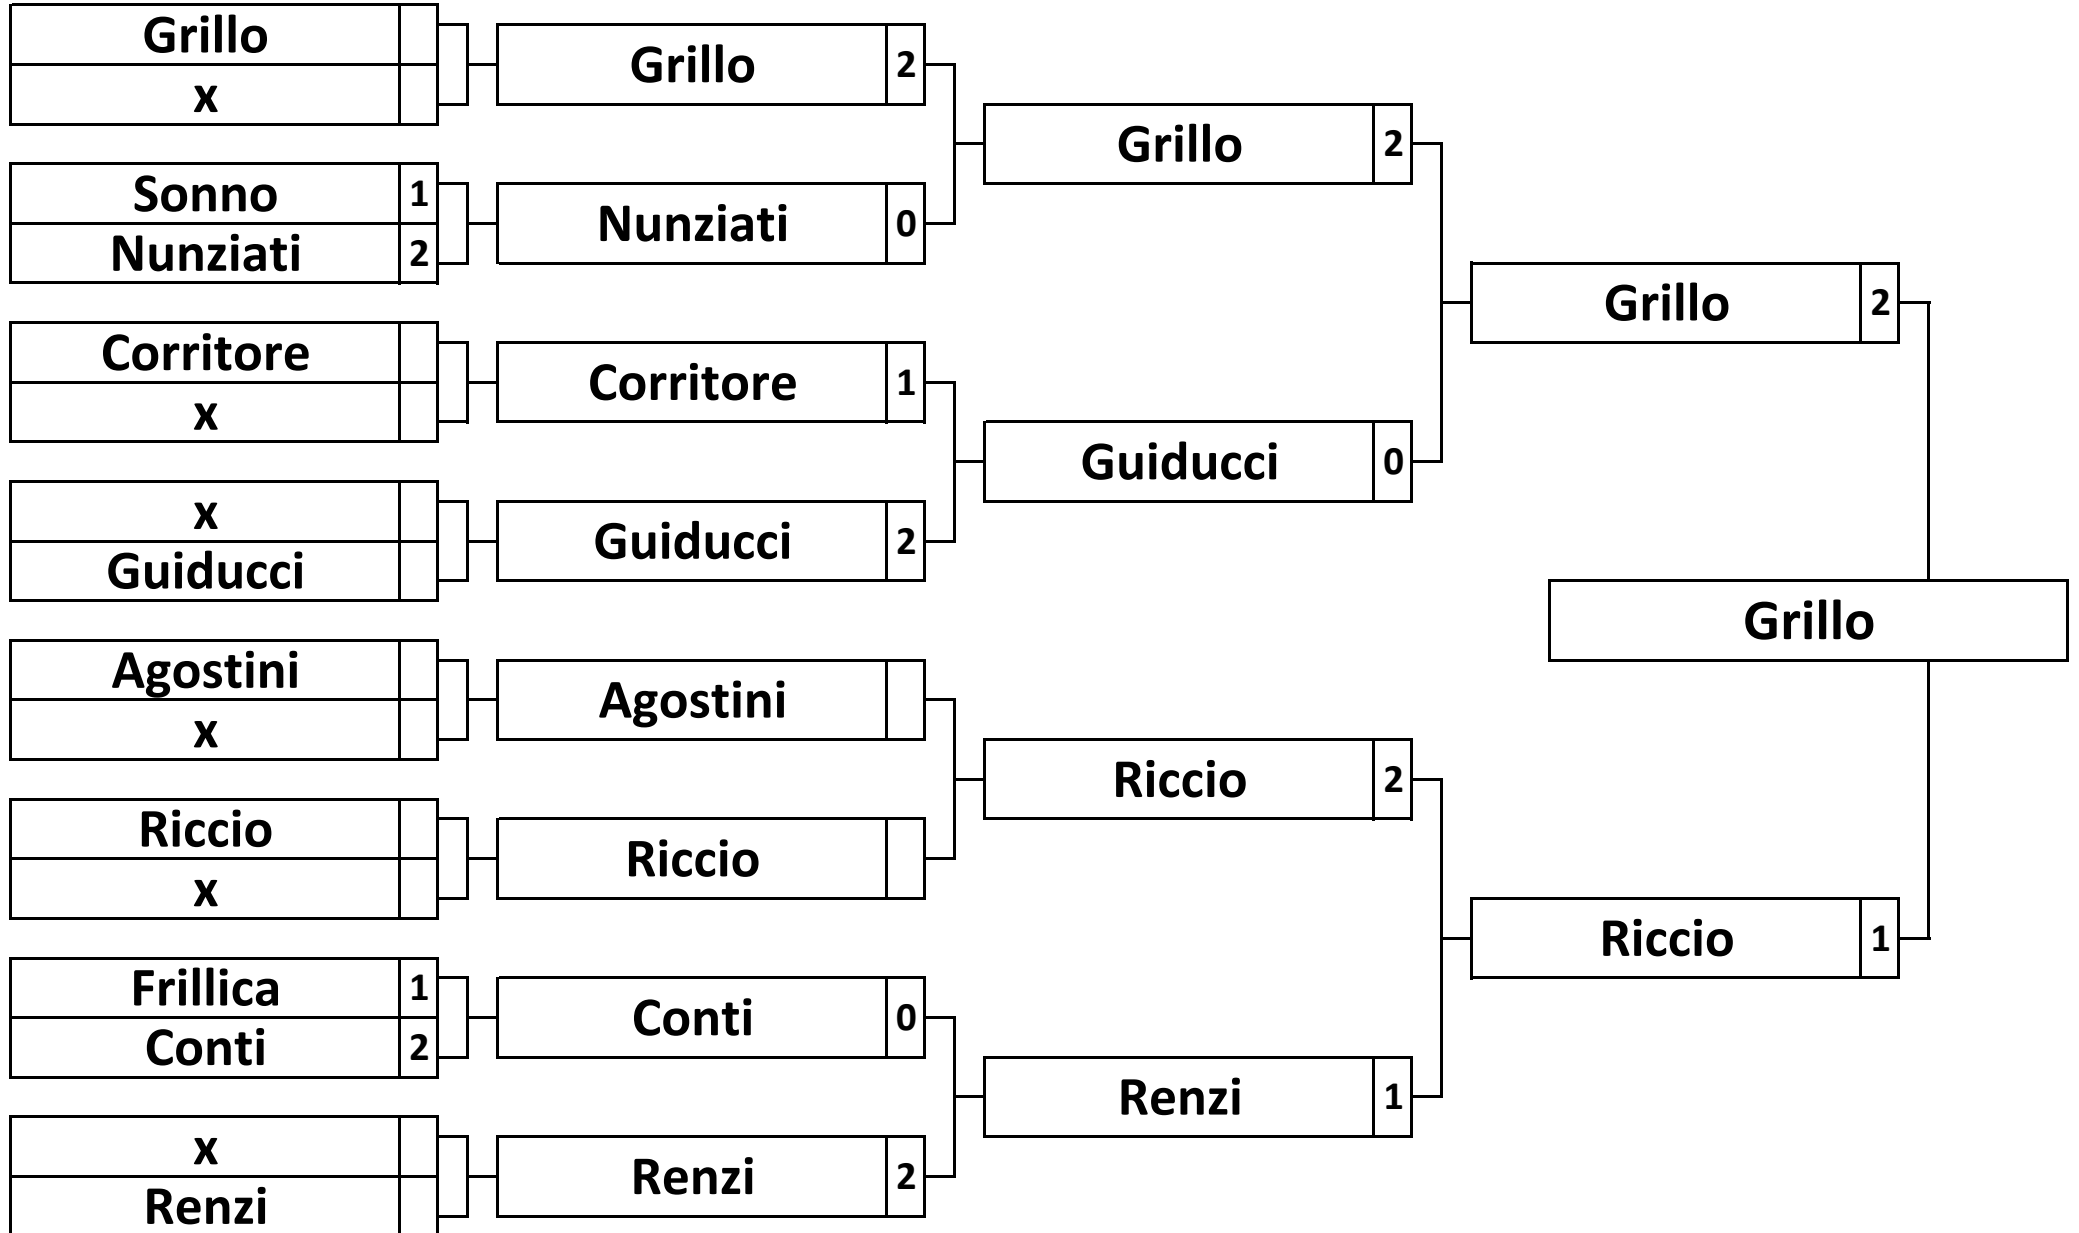 Grillo
x
Sonno 1
Nunziati 2
Corritore
x
x
Guiducci
Agostini
x
Riccio
x
Frillica 1
Conti 2
x
Renzi
Grillo 2
Nunziati 0
Corritore 1
Guiducci 2
Agostini
Riccio
Conti 0
Renzi 2
Grillo 2
Guiducci 0
Riccio 2
Renzi 1
Grillo 2
Riccio 1
Grillo